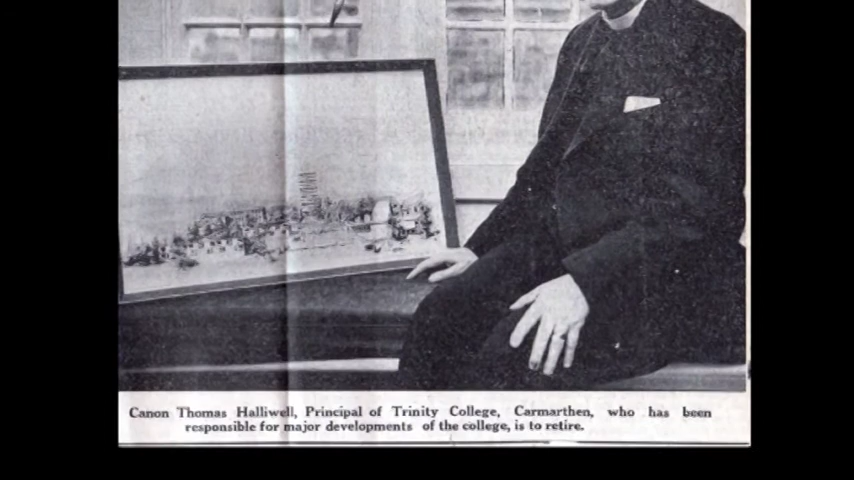 Canon Thomas Halliwell, Principal of Trinity College, Carmarthen, who has been
responsible for major developments of the college, is to retire.